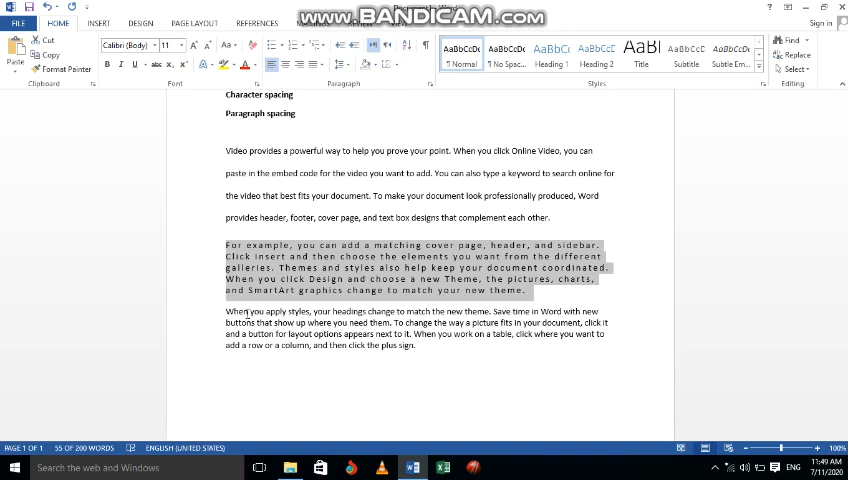 Document1 - Word
www.BANDICAM.com
FILE HOME INSERT DESIGN PAGE LAYOUT REFERENCES
Sign in
Paste
Cut
Copy
Format Painter
Calibri (Body) 11
AaBbCcDc AaBbCcDc AaBbCc AaBbCc AaBl AaBbCcD AaBbCcDc
¶ Normal ¶ No Spac... Heading 1 Heading 2 Title Subtitle Subtle Em...
Find
Replace
Select
Clipboard Font Paragraph Styles Editing
Character spacing
Paragraph spacing
Video provides a powerful way to help you prove your point. When you click Online Video, you can
paste in the embed code for the video you want to add. You can also type a keyword to search online for
the video that best fits your document. To make your document look professionally produced, Word
provides header, footer, cover page, and text box designs that complement each other.
For example, you can add a matching cover page, header, and sidebar.
Click Insert and then choose the elements you want from the different
galleries. Themes and styles also help keep your document coordinated.
When you click Design and choose a new Theme, the pictures, charts,
and SmartArt graphics change to match your new theme.
When you apply styles, your headings change to match the new theme. Save time in Word with new
buttons that show up where you need them. To change the way a picture fits in your document, click it
and a button for layout options appears next to it. When you work on a table, click where you want to
add a row or a column, and then click the plus sign.
PAGE 1 OF 1 55 OF 200 WORDS ENGLISH (UNITED STATES) 100%
Search the web and Windows
ENG
11:49 AM
7/11/2020